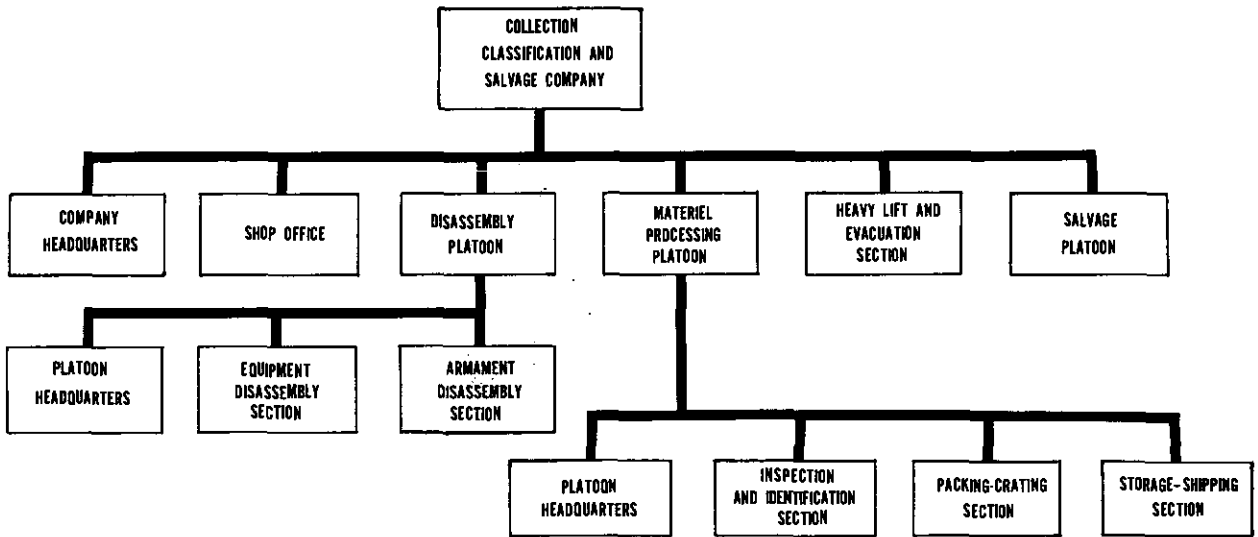 COLLECTION
CLASSIFICATION AND
SALVAGE COMPANY
COMPANY
HEADQUARTERS
SHOP OFFICE
DISASSEMBLY
PLATOON
MATERIEL
PROCESSING
PLATOON
HEAVY LIFT AND
EVACUATION
SECTION
SALVAGE
PLATOON
PLATOON
HEADQUARTERS
EQUIPMENT
DISASSEMBLY
SECTION
ARMAMENT
DISASSEMBLY
SECTION
PLATOON
HEADQUARTERS
INSPECTION
AND IDENTIFICATION
SECTION
PACKING-CRATING
SECTION
STORAGE-SHIPPING
SECTION